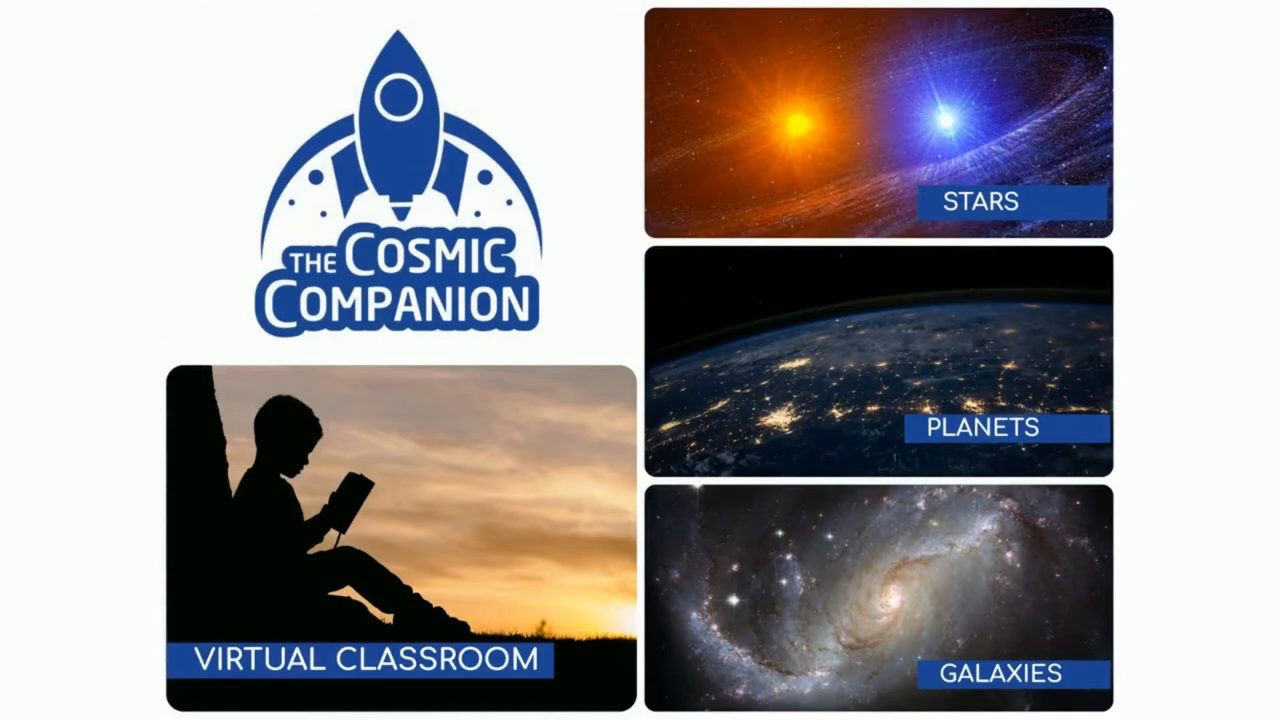 THE COSMIC
COMPANION
VIRTUAL CLASSROOM
STARS
PLANETS
GALAXIES